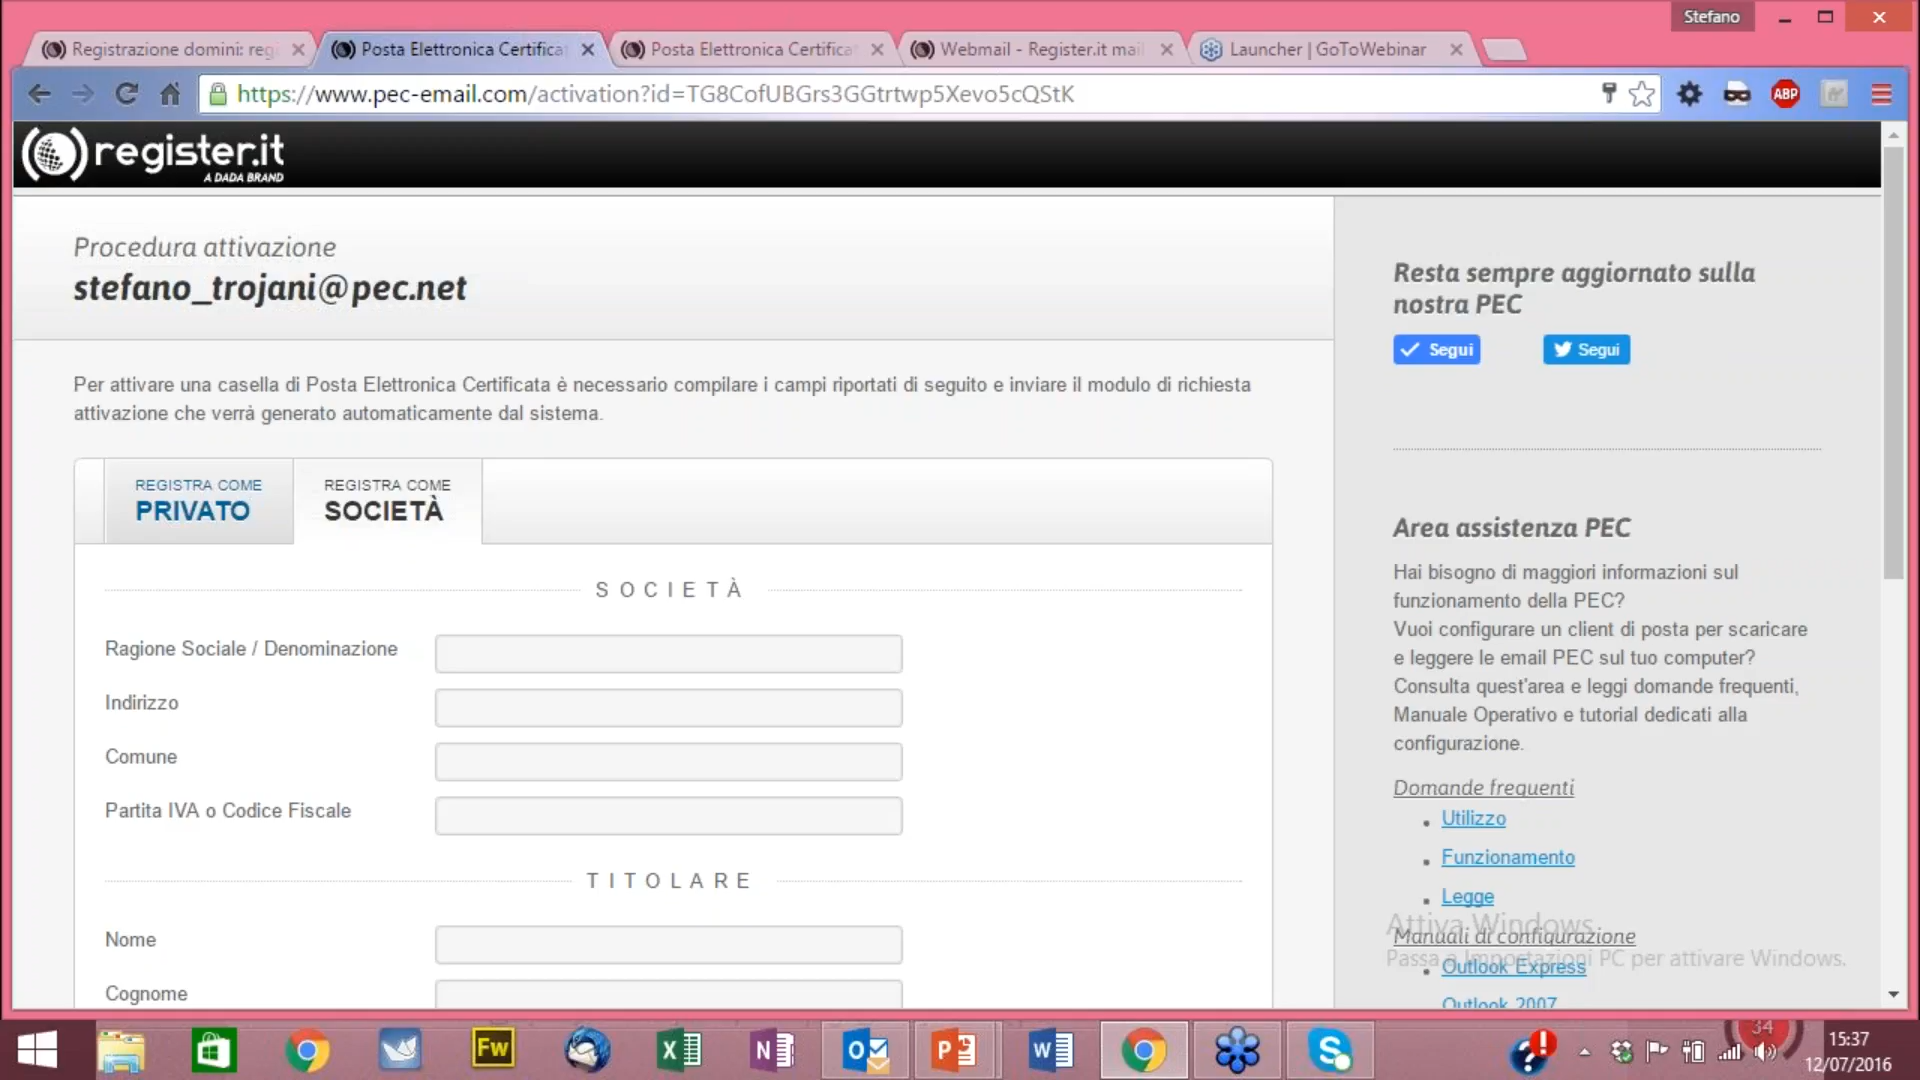 Stefano
Registrazione domini: reg
Posta Elettronica Certifica
Posta Elettronica Certifica
Webmail - Register.it mai
Launcher | GoToWebinar
https://www.pec-email.com/activation?id=TG8CofUBGrs3GGtrtwp5Xevo5cQStK
ABP
register.it
A DADA BRAND
Procedura attivazione
stefano_trojani@pec.net
Per attivare una casella di Posta Elettronica Certificata è necessario compilare i campi riportati di seguito e inviare il modulo di richiesta
attivazione che verrà generato automaticamente dal sistema.
REGISTRA COME
PRIVATO
REGISTRA COME
SOCIETÀ
SOCIETÀ
Ragione Sociale / Denominazione
Indirizzo
Comune
Partita IVA o Codice Fiscale
TITOLARE
Nome
Cognome
Resta sempre aggiornato sulla
nostra PEC
Segui
Segui
Area assistenza PEC
Hai bisogno di maggiori informazioni sul
funzionamento della PEC?
Vuoi configurare un client di posta per scaricare
e leggere le email PEC sul tuo computer?
Consulta quest'area e leggi domande frequenti,
Manuale Operativo e tutorial dedicati alla
configurazione.
Domande frequenti
Utilizzo
Funzionamento
Legge
Attiva Windows
Manuali di configurazione
Passa a Impostazioni PC per attivare Windows.
Outlook Express
Outlook 2007
Fw
34
15:37
12/07/2016